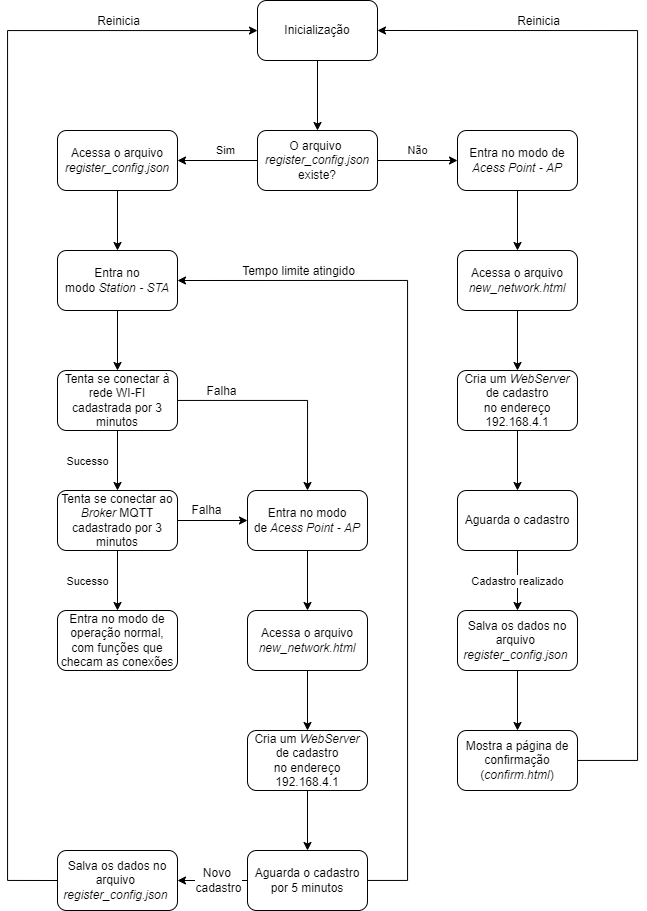 Reinicia
Inicialização
Reinicia
Acessa o arquivo
register_config.json
Sim
O arquivo
register_config.json
existe?
Não
Entra no modo de
Acess Point - AP
Entra no
modo Station - STA
Tempo limite atingido
Acessa o arquivo
new_network.html
Tenta se conectar à
rede WI-FI
cadastrada por 3
minutos
Falha
Cria um WebServer
de cadastro
no endereço
192.168.4.1
Sucesso
Tenta se conectar ao
Broker MQTT
cadastrado por 3
minutos
Falha
Entra no modo
de Acess Point - AP
Aguarda o cadastro
Sucesso
Cadastro realizado
Entra no modo de
operação normal,
com funções que
checam as conexões
Acessa o arquivo
new_network.html
Salva os dados no
arquivo
register_config.json
Cria um WebServer
de cadastro
no endereço
192.168.4.1
Mostra a página de
confirmação
(confirm.html)
Salva os dados no
arquivo
register_config.json
Novo
cadastro
Aguarda o cadastro
por 5 minutos